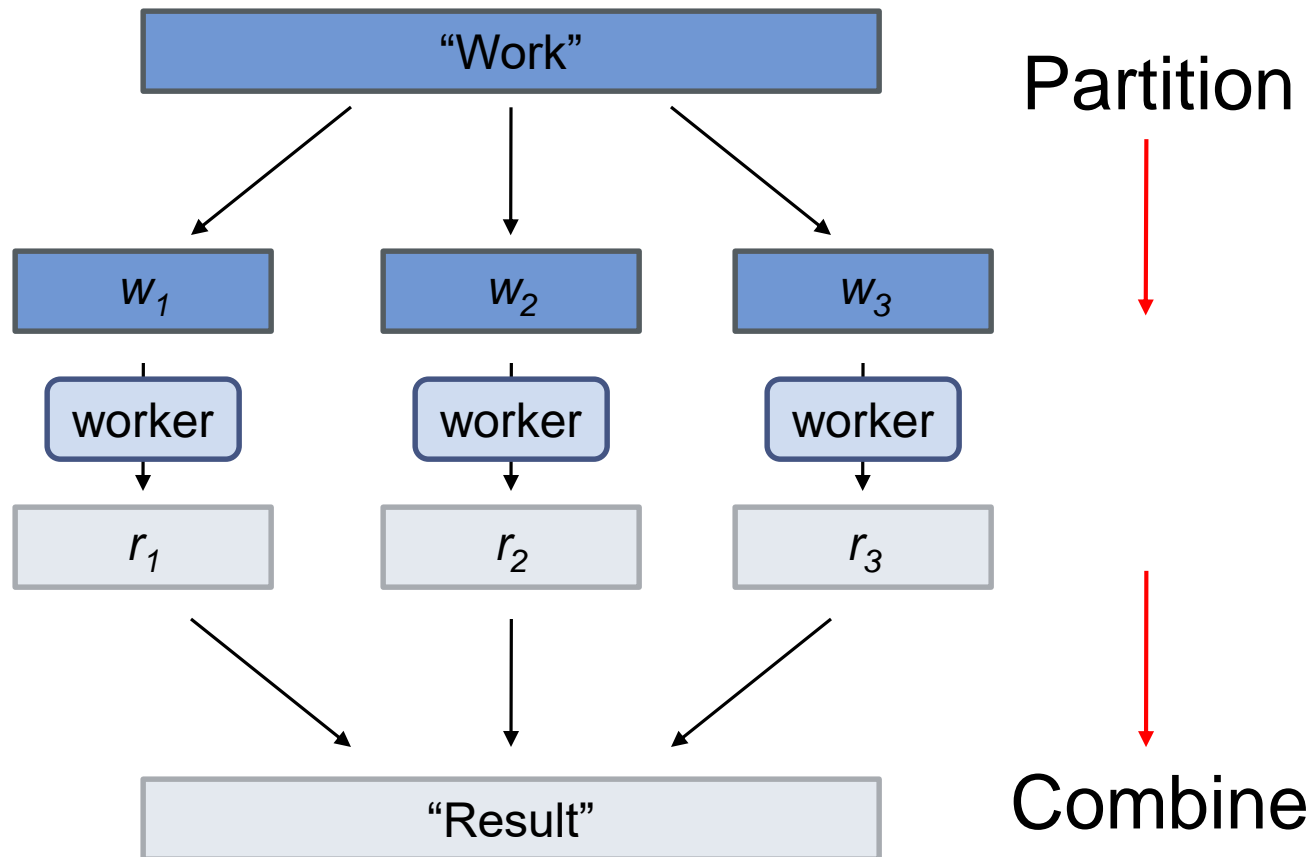 “Work”
Partition
w1
w2
w3
worker
worker
worker
r1
r2
r3
“Result”
Combine